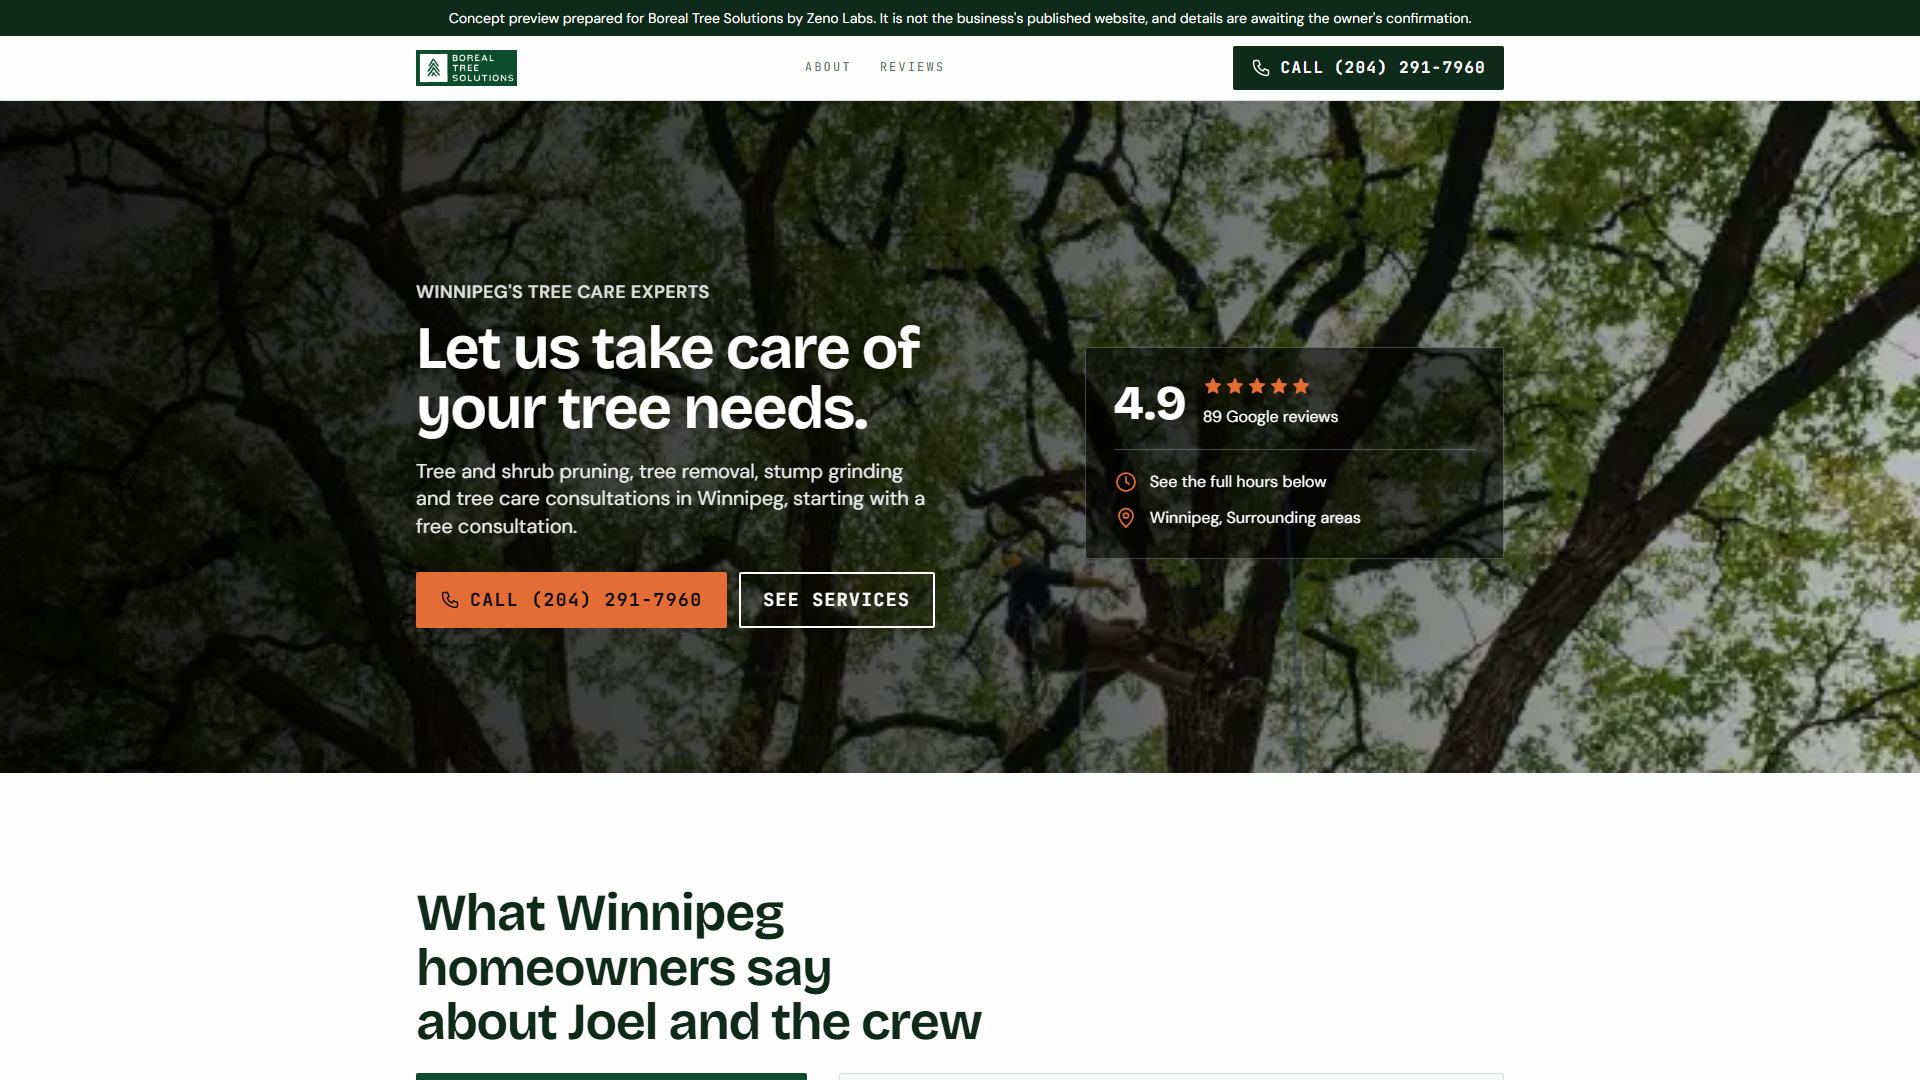 Concept preview prepared for Boreal Tree Solutions by Zeno Labs. It is not the business's published website, and details are awaiting the owner's confirmation.
BOREAL
TREE
SOLUTIONS
ABOUT
REVIEWS
CALL (204) 291-7960
WINNIPEG'S TREE CARE EXPERTS
Let us take care of
your tree needs.
Tree and shrub pruning, tree removal, stump grinding
and tree care consultations in Winnipeg, starting with a
free consultation.
CALL (204) 291-7960
SEE SERVICES
4.9
89 Google reviews
See the full hours below
Winnipeg, Surrounding areas
What Winnipeg
homeowners say
about Joel and the crew